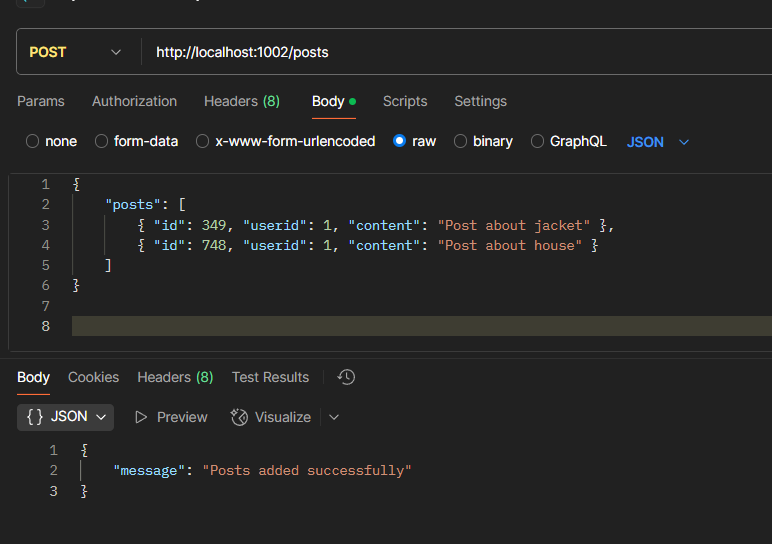 POST http://localhost:1002/posts
Params Authorization Headers (8) Body Scripts Settings
none form-data x-www-form-urlencoded raw binary GraphQL JSON
1 {
2 "posts": [
3 { "id": 349, "userid": 1, "content": "Post about jacket" },
4 { "id": 748, "userid": 1, "content": "Post about house" }
5 ]
6 }
7
8
Body Cookies Headers (8) Test Results
{} JSON Preview Visualize
1 {
2 "message": "Posts added successfully"
3 }